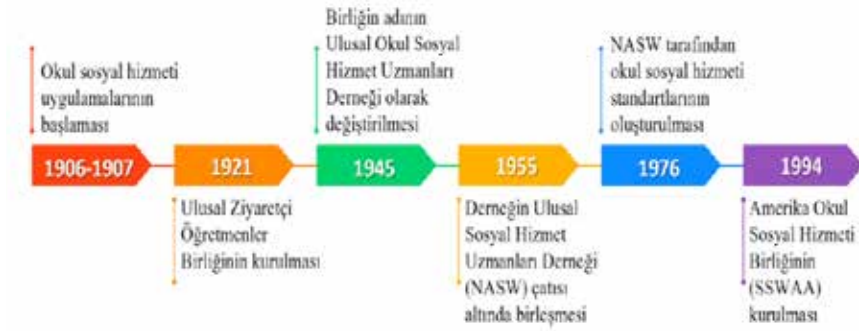 Okul sosyal hizmeti
uygulamalarının
başlaması
1906-1907
1921
Ulusal Ziyaretçi
Öğretmenler
Birliğinin kurulması
Birliğin adının
Ulusal Okul Sosyal
Hizmet Uzmanları
Derneği olarak
değiştirilmesi
1945
1955
Derneğin Ulusal
Sosyal Hizmet
Uzmanları Derneği
(NASW) çatısı
altında birleşmesi
NASW tarafından
okul sosyal hizmeti
standartlarının
oluşturulması
1976
1994
Amerika Okul
Sosyal Hizmeti
Birliğinin
(SSWAA)
kurulması